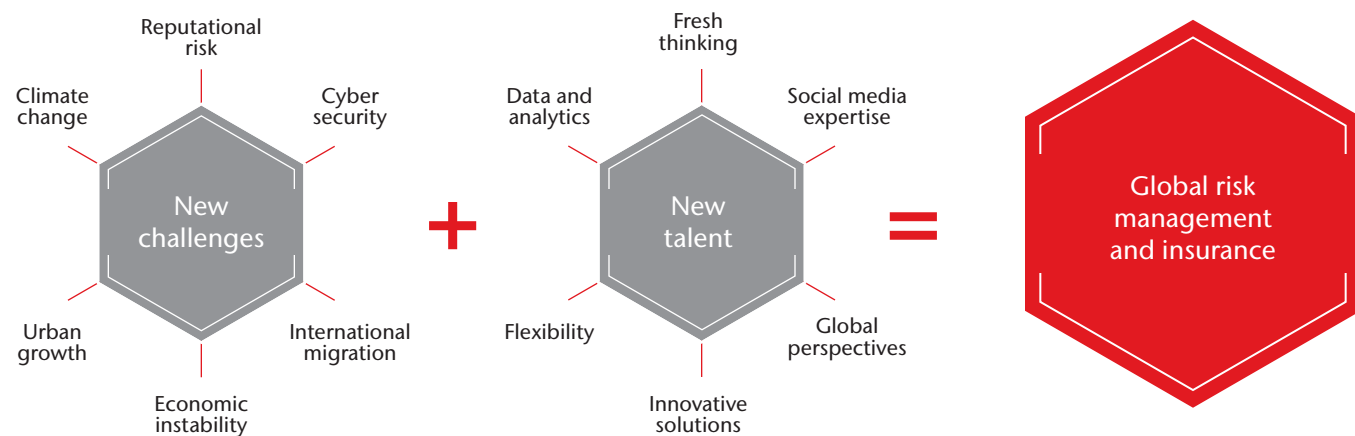 Reputational
risk
Cyber
security
International
migration
Economic
instability
Urban
growth
Climate
change
New
challenges
+
Fresh
thinking
Social media
expertise
Global
perspectives
Innovative
solutions
Flexibility
Data and
analytics
New
talent
=
Global risk
management
and insurance